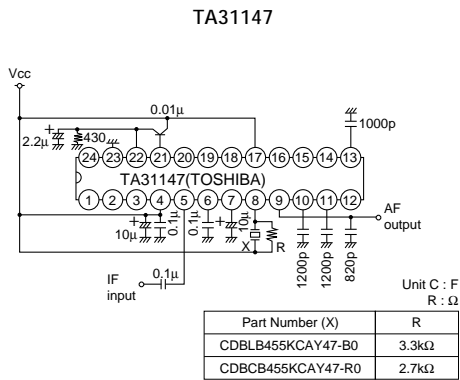 TA31147
Vcc
0.01μ
1000p
2.2μ
430
24 23 22 21 20 19 18 17 16 15 14 13
TA31147(TOSHIBA)
1 2 3 4 5 6 7 8 9 10 11 12
AF
output
10μ
0.1μ
0.1μ
10μ
X
R
1200p
1200p
820p
IF
input
0.1μ
Unit C : F
R : Ω
Part Number (X) R
CDBLB455KCAY47-B0 3.3kΩ
CDBCB455KCAY47-R0 2.7kΩ